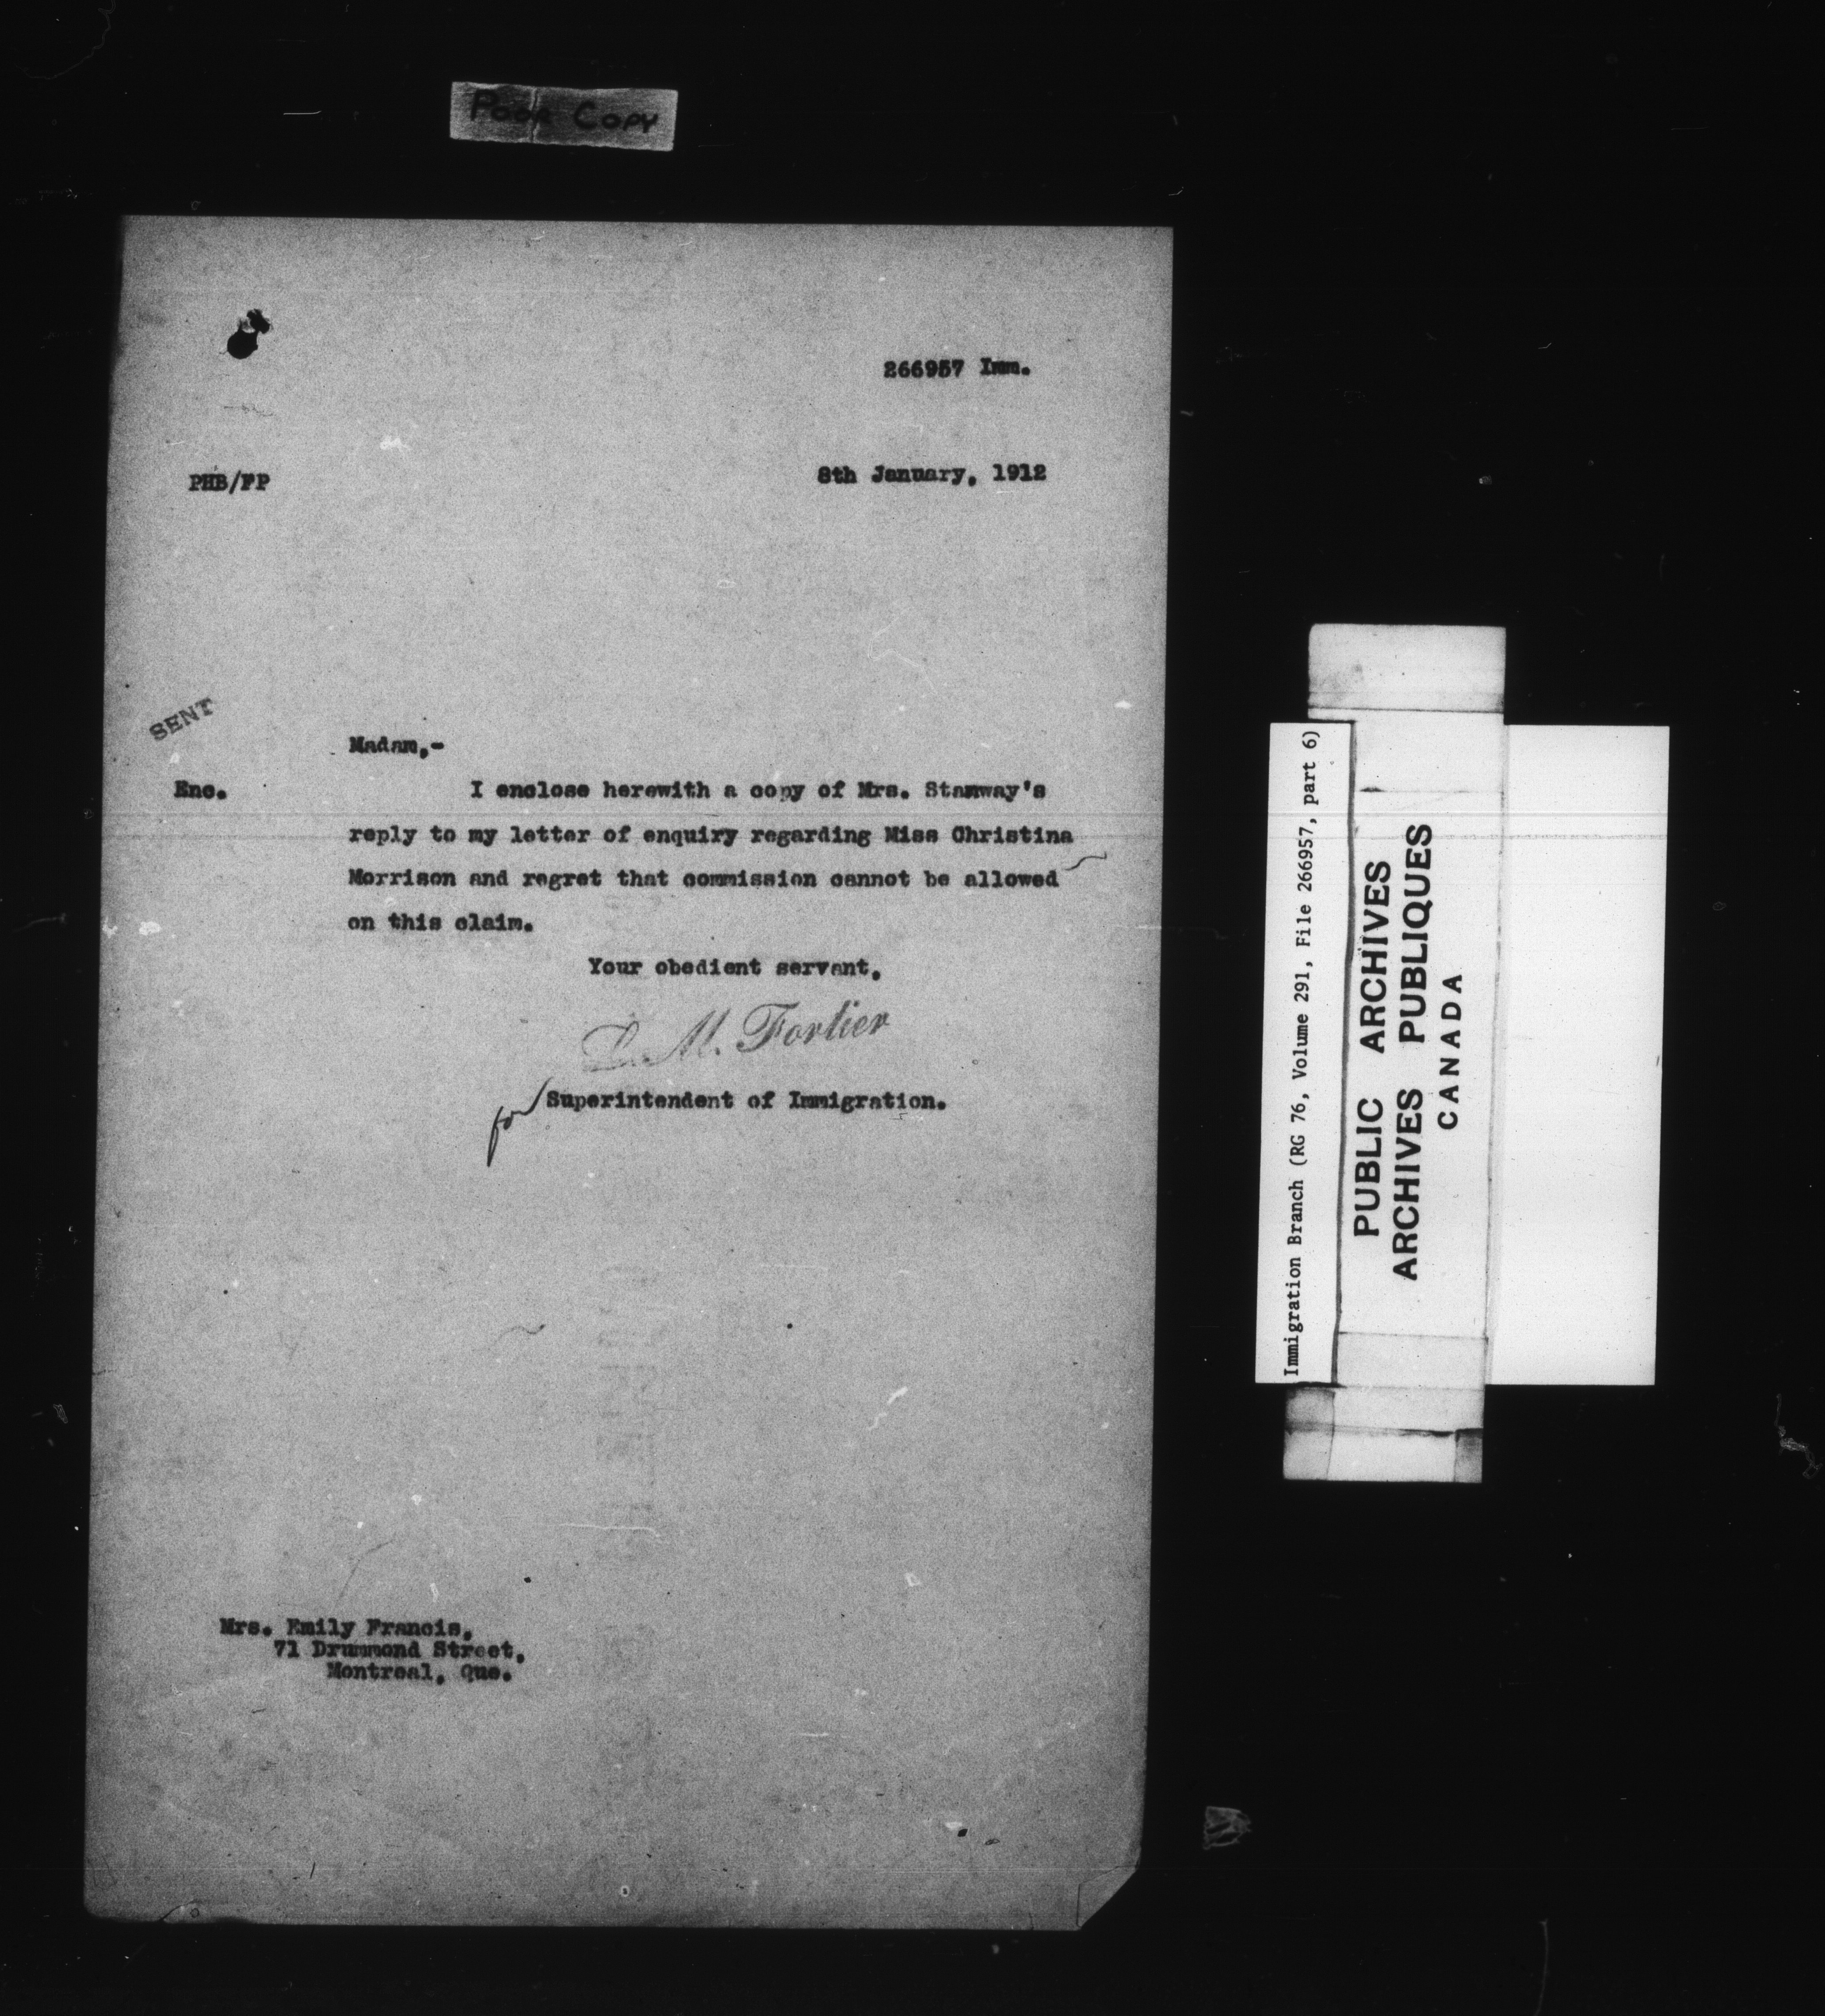 POOR COPY
266957 Imm.
PHB/FP
8th January, 1912
SENT
Madam,-
Enc.
I enclose herewith a copy of Mrs. Stanway's
reply to my letter of enquiry regarding Miss Christina
Morrison and regret that commission cannot be allowed
on this claim.
Your obedient servant,
L. M. Fortier
for Superintendent of Immigration.
Mrs. Emily Francis,
71 Drummond Street,
Montreal, Que.
Immigration Branch (RG 76, Volume 291, File 266957, part 6)
PUBLIC ARCHIVES
ARCHIVES PUBLIQUES
CANADA